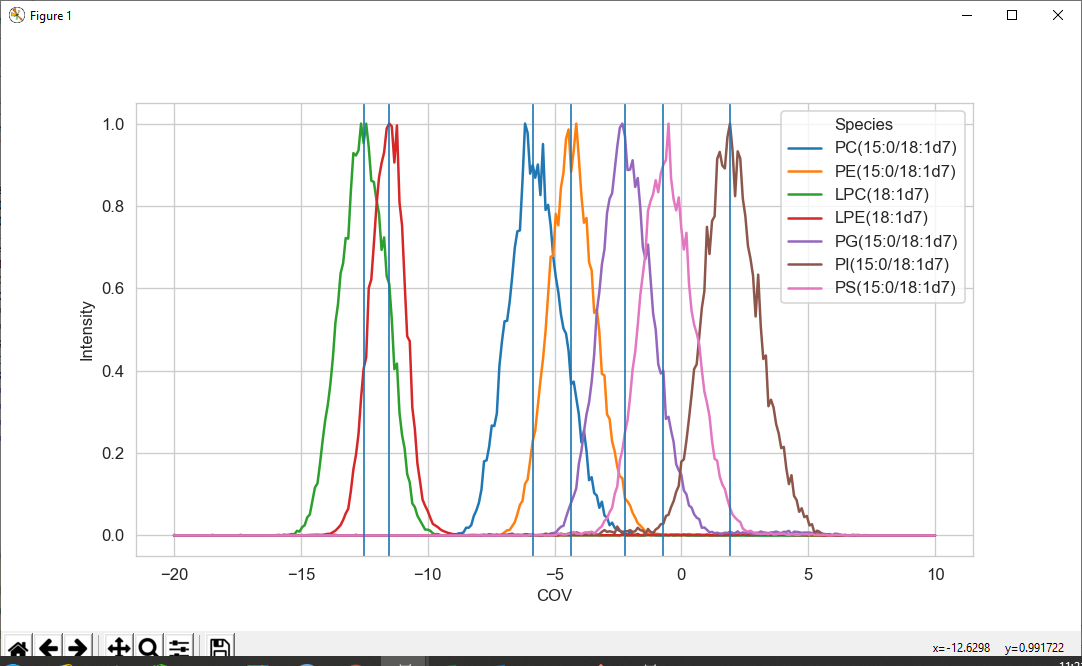 Figure 1
1.0
0.8
0.6
0.4
0.2
0.0
Intensity
−20
−15
−10
−5
0
5
10
COV
Species
PC(15:0/18:1d7)
PE(15:0/18:1d7)
LPC(18:1d7)
LPE(18:1d7)
PG(15:0/18:1d7)
PI(15:0/18:1d7)
PS(15:0/18:1d7)
x=-12.6298 y=0.991722